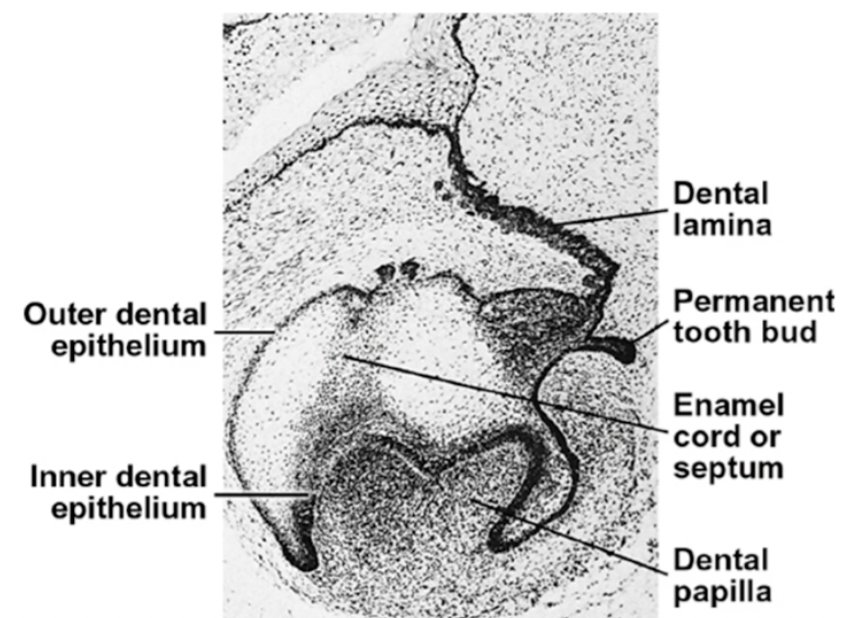 Dental
lamina
Permanent
tooth bud
Outer dental
epithelium
Enamel
cord or
septum
Inner dental
epithelium
Dental
papilla